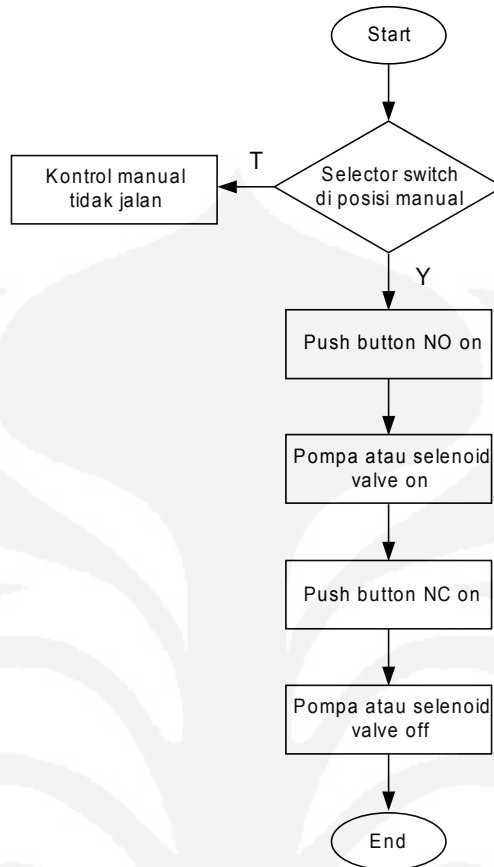 Start
Selector switch
di posisi manual
T
Kontrol manual
tidak jalan
Y
Push button NO on
Pompa atau selenoid
valve on
Push button NC on
Pompa atau selenoid
valve off
End